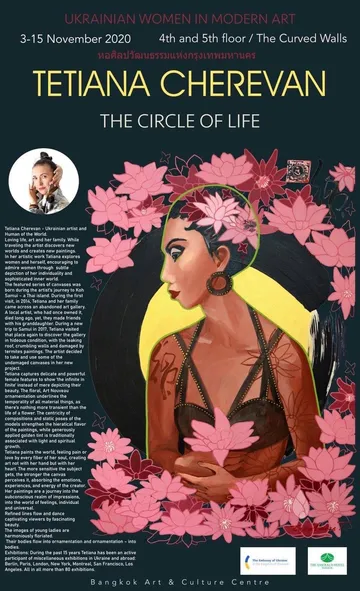 UKRAINIAN WOMEN IN MODERN ART
3-15 November 2020
4th and 5th floor / The Curved Walls
หอศิลปวัฒนธรรมแห่งกรุงเทพมหานคร
TETIANA CHEREVAN
THE CIRCLE OF LIFE
Tetiana Cherevan - Ukrainian artist and
Human of the World.
Loving life, art and her family. While
traveling the artist discovers new
worlds and creates new paintings.
In her artistic work Tetiana explores
women and herself, encouraging to
admire women through subtle
depiction of her individuality and
sophisticated inner world.
The featured series of canvases was
born during the artist's journey to Koh
Samui - a Thai island. During the first
visit, in 2014, Tetiana and her family
came across an abandoned art gallery.
A local artist, who had once owned it,
died long ago, yet, they made friends
with his granddaughter. During a new
trip to Samui in 2017, Tetiana visited
that place again to discover the gallery
in hideous condition, with the leaking
roof, crumbling walls and damaged by
termites paintings. The artist decided
to take and use some of the
undamaged canvases in her new
project.
Tetiana captures delicate and powerful
female features to show 'the infinite in
finite' instead of mere depicting their
beauty. The floral, Art Nouveau
ornamentation underlines the
temporality of all material things, as
there's nothing more transient than the
life of a flower. The centricity of
compositions and static poses of the
models strengthen the hieratical flavor
of the paintings, while generously
applied golden tint is traditionally
associated with light and spiritual
growth.
Tetiana paints the world, feeling pain or
love by every fiber of her soul, creating
art not with her hand but with her
heart. The more sensitive the subject
gets, the stronger the canvas
perceives it, absorbing the emotions,
experiences, and energy of the creator.
Her paintings are a journey into the
subconscious realm of impressions,
into the world of feelings, individual
and universal.
Refined lines flow and dance
captivating viewers by fascinating
beauty.
The images of young ladies are
harmoniously floriated.
Their bodies flow into ornamentation and ornamentation - into
bodies.
Exhibitions: During the past 15 years Tetiana has been an active
participant of miscellaneous exhibitions in Ukraine and abroad:
Berlin, Paris, London, New York, Montreal, San Francisco, Los
Angeles. All in all more than 80 exhibitions.
The Embassy of Ukraine
Bangkok Art & Culture Centre